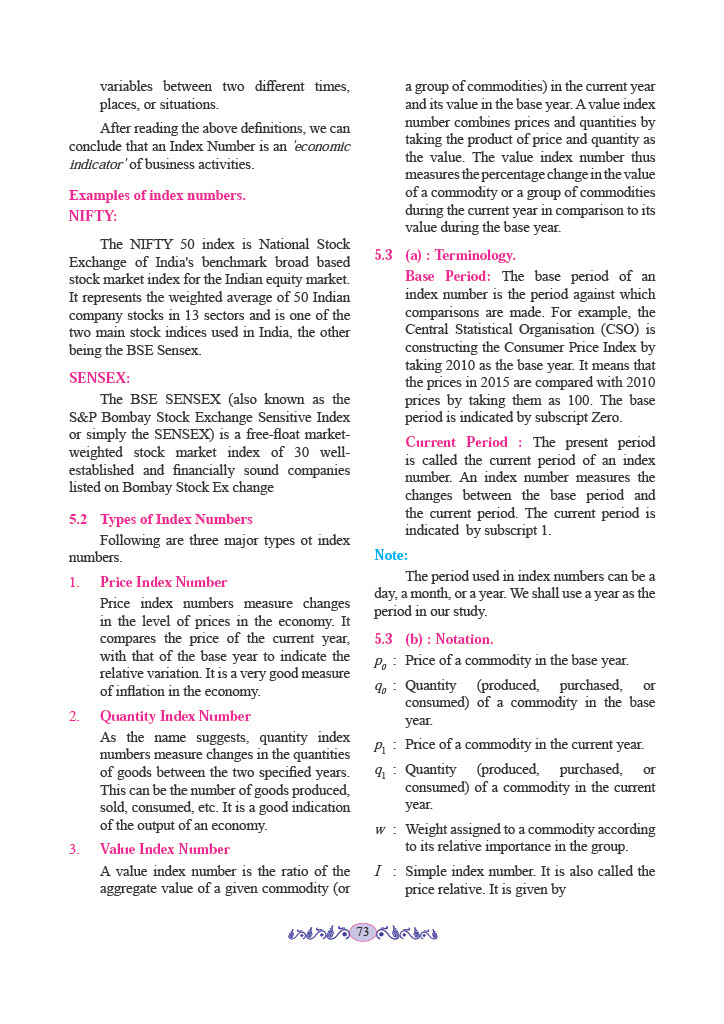 variables between two different times,
places, or situations.
After reading the above definitions, we can
conclude that an Index Number is an 'economic
indicator' of business activities.
Examples of index numbers.
NIFTY:
The NIFTY 50 index is National Stock
Exchange of India's benchmark broad based
stock market index for the Indian equity market.
It represents the weighted average of 50 Indian
company stocks in 13 sectors and is one of the
two main stock indices used in India, the other
being the BSE Sensex.
SENSEX:
The BSE SENSEX (also known as the
S&P Bombay Stock Exchange Sensitive Index
or simply the SENSEX) is a free-float market-
weighted stock market index of 30 well-
established and financially sound companies
listed on Bombay Stock Ex change
5.2 Types of Index Numbers
Following are three major types ot index
numbers.
1. Price Index Number
Price index numbers measure changes
in the level of prices in the economy. It
compares the price of the current year,
with that of the base year to indicate the
relative variation. It is a very good measure
of inflation in the economy.
2. Quantity Index Number
As the name suggests, quantity index
numbers measure changes in the quantities
of goods between the two specified years.
This can be the number of goods produced,
sold, consumed, etc. It is a good indication
of the output of an economy.
3. Value Index Number
A value index number is the ratio of the
aggregate value of a given commodity (or
a group of commodities) in the current year
and its value in the base year. A value index
number combines prices and quantities by
taking the product of price and quantity as
the value. The value index number thus
measures the percentage change in the value
of a commodity or a group of commodities
during the current year in comparison to its
value during the base year.
5.3 (a) : Terminology.
Base Period: The base period of an
index number is the period against which
comparisons are made. For example, the
Central Statistical Organisation (CSO) is
constructing the Consumer Price Index by
taking 2010 as the base year. It means that
the prices in 2015 are compared with 2010
prices by taking them as 100. The base
period is indicated by subscript Zero.
Current Period : The present period
is called the current period of an index
number. An index number measures the
changes between the base period and
the current period. The current period is
indicated by subscript 1.
Note:
The period used in index numbers can be a
day, a month, or a year. We shall use a year as the
period in our study.
5.3 (b) : Notation.
p₀ : Price of a commodity in the base year.
q₀ : Quantity (produced, purchased, or
consumed) of a commodity in the base
year.
p₁ : Price of a commodity in the current year.
q₁ : Quantity (produced, purchased, or
consumed) of a commodity in the current
year.
w : Weight assigned to a commodity according
to its relative importance in the group.
I : Simple index number. It is also called the
price relative. It is given by
73